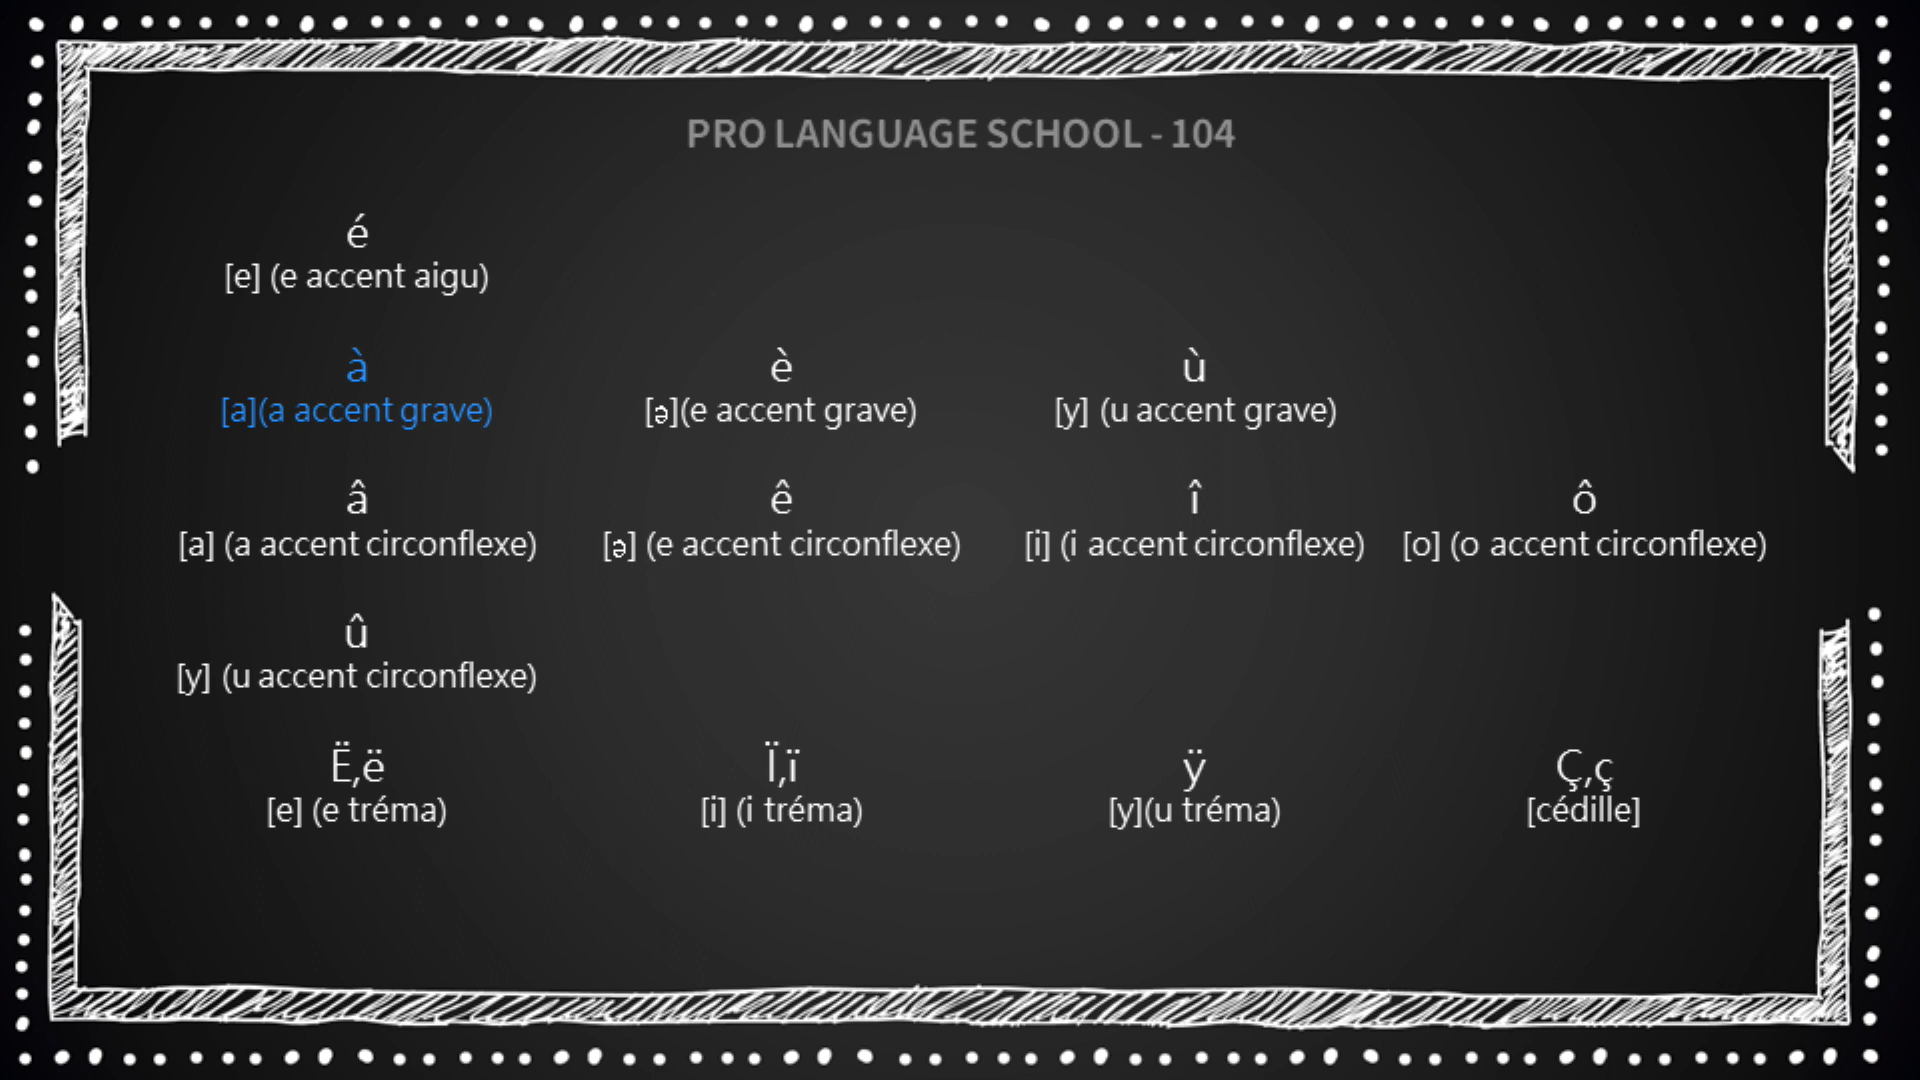 PRO LANGUAGE SCHOOL - 104
é
[e] (e accent aigu)
à è ù
[a](a accent grave) [ə](e accent grave) [y] (u accent grave)
â ê î ô
[a] (a accent circonflexe) [ə] (e accent circonflexe) [i] (i accent circonflexe) [o] (o accent circonflexe)
û
[y] (u accent circonflexe)
Ë,ë Ï,ï ÿ Ç,ç
[e] (e tréma) [i] (i tréma) [y](u tréma) [cédille]